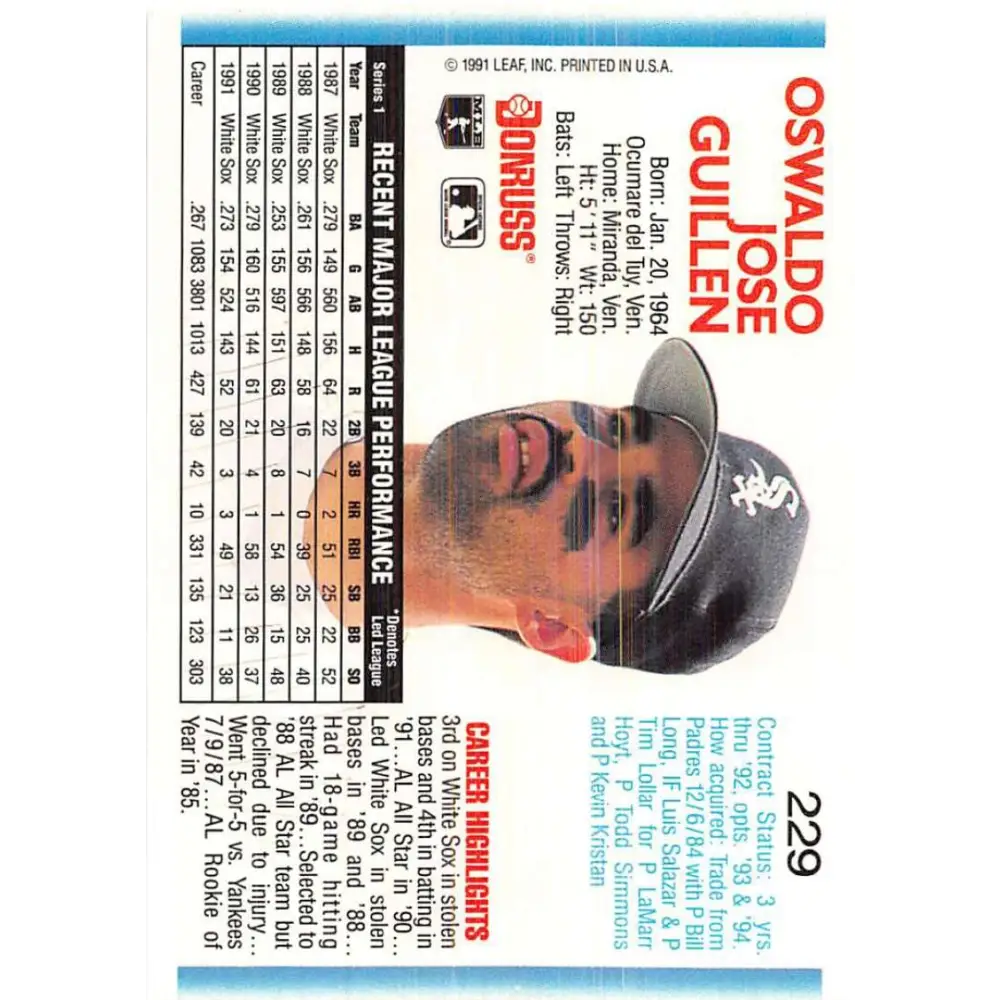 OSWALDO
JOSE
GUILLEN
Born: Jan. 20, 1964
Ocumare del Tuy, Ven.
Home: Miranda, Ven.
Ht: 5' 11" Wt: 150
Bats: Left Throws: Right
DONRUSS®
MLB
© 1991 LEAF, INC. PRINTED IN U.S.A.
229
Contract Status: 3 yrs.
thru '92, opts. '93 & '94.
How acquired: Trade from
Padres 12/6/84 with P Bill
Long, IF Luis Salazar & P
Tim Lollar for P LaMarr
Hoyt, P Todd Simmons
and P Kevin Kristan
Series 1 RECENT MAJOR LEAGUE PERFORMANCE *Denotes
Led League
Year Team BA G AB H R 2B 3B HR RBI SB BB SO
1987 White Sox .279 149 560 156 64 22 7 2 51 25 22 52
1988 White Sox .261 156 566 148 58 16 7 0 39 25 25 40
1989 White Sox .253 155 597 151 63 20 8 1 54 36 15 48
1990 White Sox .279 160 516 144 61 21 4 1 58 13 26 37
1991 White Sox .273 154 524 143 52 20 3 3 49 21 11 38
Career .267 1083 3801 1013 427 139 42 10 331 135 123 303
CAREER HIGHLIGHTS
3rd on White Sox in stolen
bases and 4th in batting in
'91...AL All Star in '90...
Led White Sox in stolen
bases in '89 and '88...
Had 18-game hitting
streak in '89...Selected to
'88 AL All Star team but
declined due to injury...
Went 5-for-5 vs. Yankees
7/9/87...AL Rookie of
Year in '85.